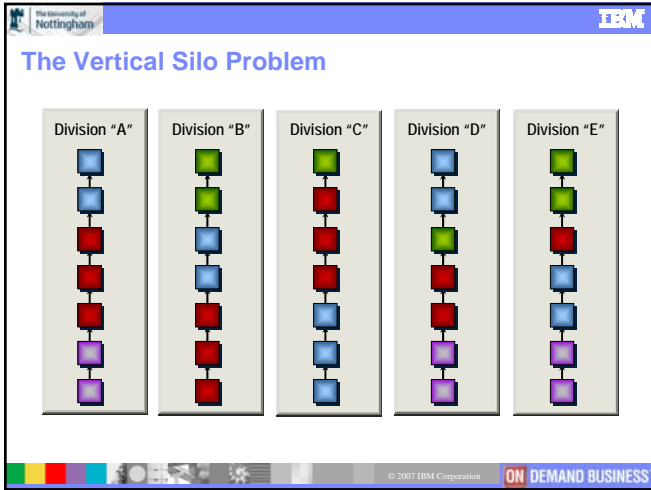 The University of
Nottingham
IBM
The Vertical Silo Problem
Division "A"
Division "B"
Division "C"
Division "D"
Division "E"
© 2007 IBM Corporation
ON DEMAND BUSINESS